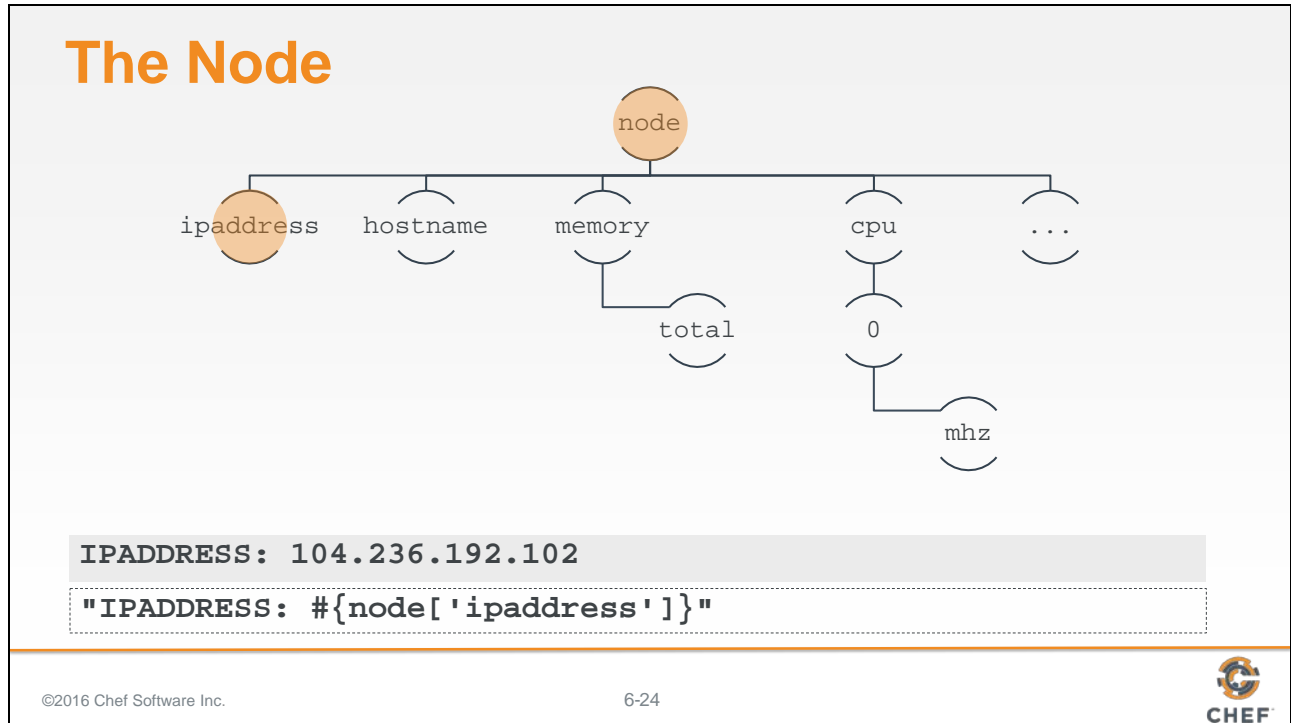 The Node
node
ipaddress hostname memory cpu ...
total 0
mhz
IPADDRESS: 104.236.192.102
"IPADDRESS: #{node['ipaddress']}"
©2016 Chef Software Inc. 6-24
CHEF